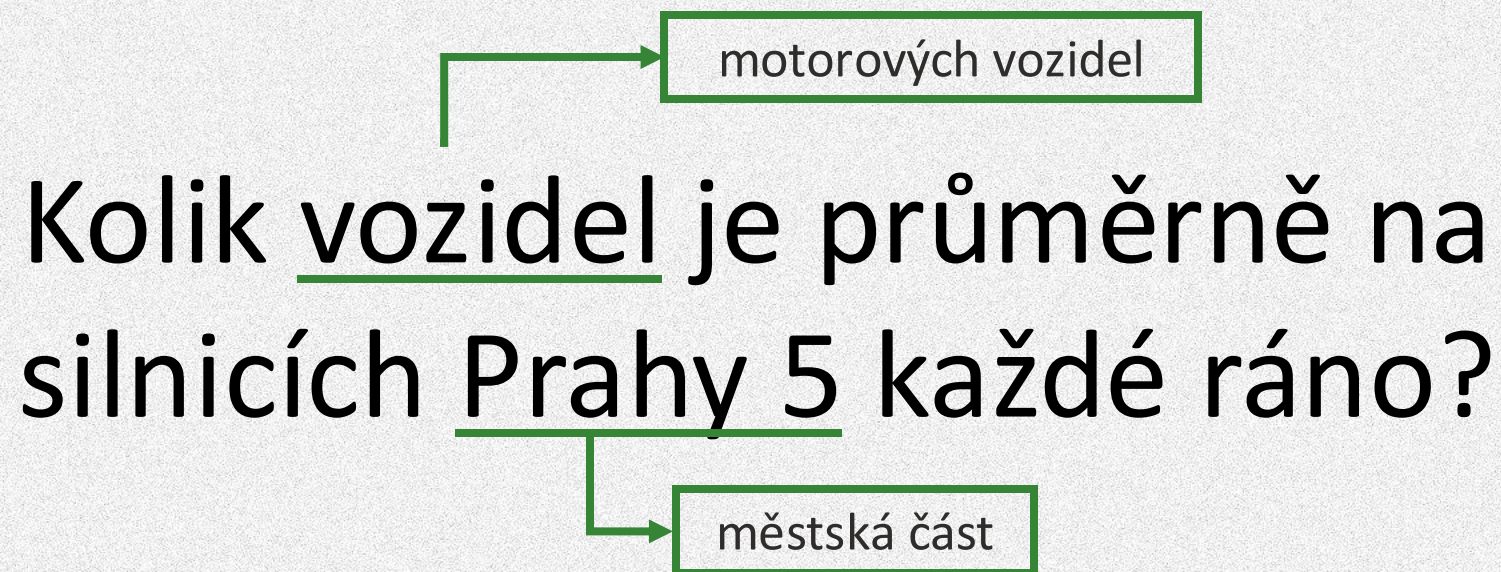 motorových vozidel
Kolik vozidel je průměrně na
silnicích Prahy 5 každé ráno?
městská část